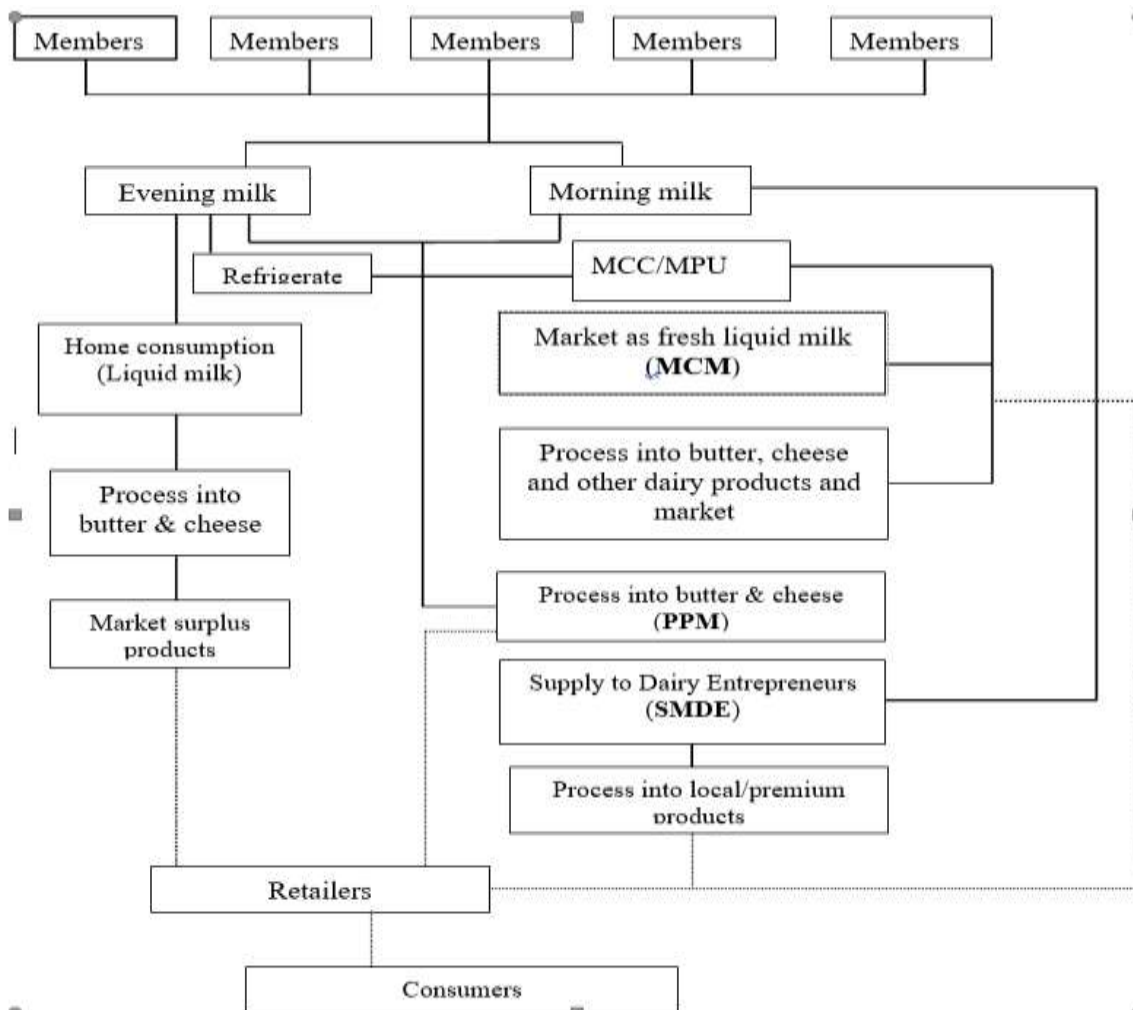 Members
Members
Members
Members
Members
Evening milk
Morning milk
Refrigerate
MCC/MPU
Home consumption
(Liquid milk)
Market as fresh liquid milk
(MCM)
Process into butter, cheese
and other dairy products and
market
Process into
butter & cheese
Process into butter & cheese
(PPM)
Market surplus
products
Supply to Dairy Entrepreneurs
(SMDE)
Process into local/premium
products
Retailers
Consumers